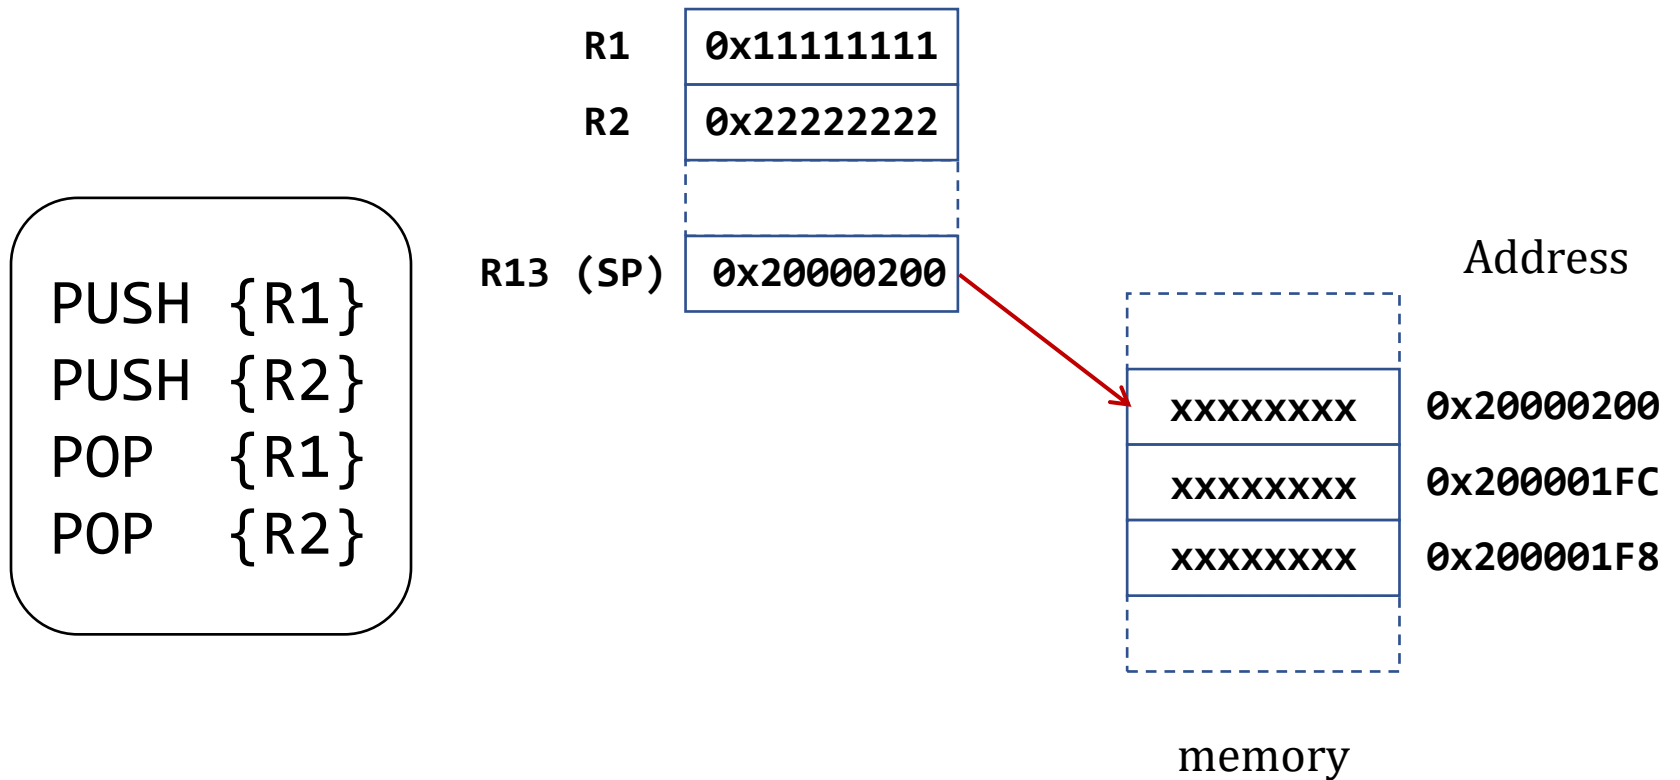 R1 0x11111111
R2 0x22222222
R13 (SP) 0x20000200
PUSH {R1}
PUSH {R2}
POP {R1}
POP {R2}
Address
xxxxxxxx 0x20000200
xxxxxxxx 0x200001FC
xxxxxxxx 0x200001F8
memory